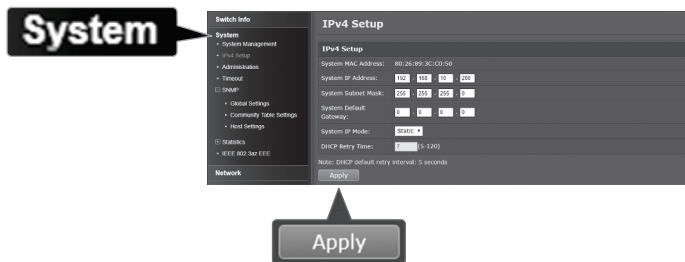 System
Switch Info
System
• System Management
• IPv4 Setup
• Administration
• Timeout
SNMP
• Global Settings
• Community Table Settings
• Host Settings
Statistics
• IEEE 802.3az EEE
Network
IPv4 Setup
IPv4 Setup
System MAC Address: 80:26:89:3C:C0:50
System IP Address: 192 . 168 . 10 . 200
System Subnet Mask: 255 . 255 . 255 . 0
System Default
Gateway: 0 . 0 . 0 . 0
System IP Mode: Static
DHCP Retry Time: 7 (5-120)
Note: DHCP default retry interval: 5 seconds
Apply
Apply